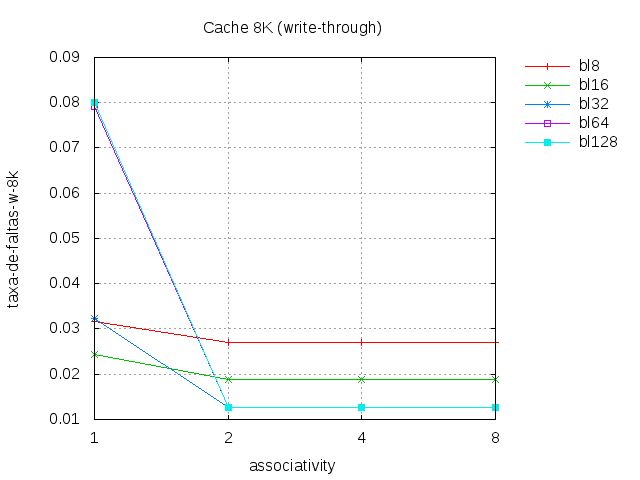 Cache 8K (write-through)
0.09
0.08
0.07
0.06
0.05
0.04
0.03
0.02
0.01
taxa-de-faltas-w-8K
1 2 4 8
associativity
bl8
bl16
bl32
bl64
bl128